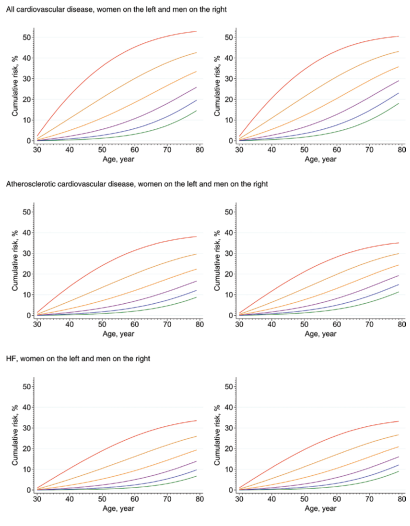 All cardiovascular disease, women on the left and men on the right
50
40
30
20
10
0
Cumulative risk, %
30 40 50 60 70 80
Age, year
50
40
30
20
10
0
Cumulative risk, %
30 40 50 60 70 80
Age, year
Atherosclerotic cardiovascular disease, women on the left and men on the right
50
40
30
20
10
0
Cumulative risk, %
30 40 50 60 70 80
Age, year
50
40
30
20
10
0
Cumulative risk, %
30 40 50 60 70 80
Age, year
HF, women on the left and men on the right
50
40
30
20
10
0
Cumulative risk, %
30 40 50 60 70 80
Age, year
50
40
30
20
10
0
Cumulative risk, %
30 40 50 60 70 80
Age, year